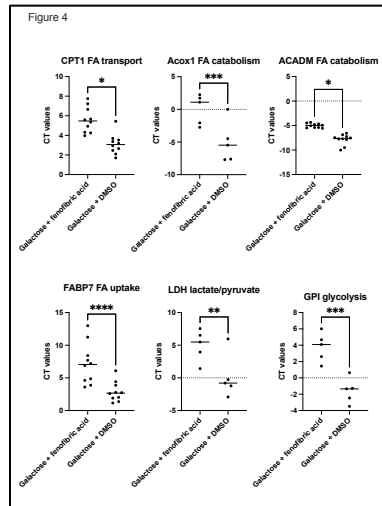 Figure 4
CPT1 FA transport
*
CT values
10
8
6
4
2
0
Galactose + fenofibric acid
Galactose + DMSO
Acox1 FA catabolism
***
CT values
5
0
-5
-10
Galactose + fenofibric acid
Galactose + DMSO
ACADM FA catabolism
*
CT values
5
0
-5
-10
-15
Galactose + fenofibric acid
Galactose + DMSO
FABP7 FA uptake
****
CT values
15
10
5
0
Galactose + fenofibric acid
Galactose + DMSO
LDH lactate/pyruvate
**
CT values
10
5
0
-5
Galactose + fenofibric acid
Galactose + DMSO
GPI glycolysis
***
CT values
8
6
4
2
0
-2
-4
Galactose + fenofibric acid
Galactose + DMSO